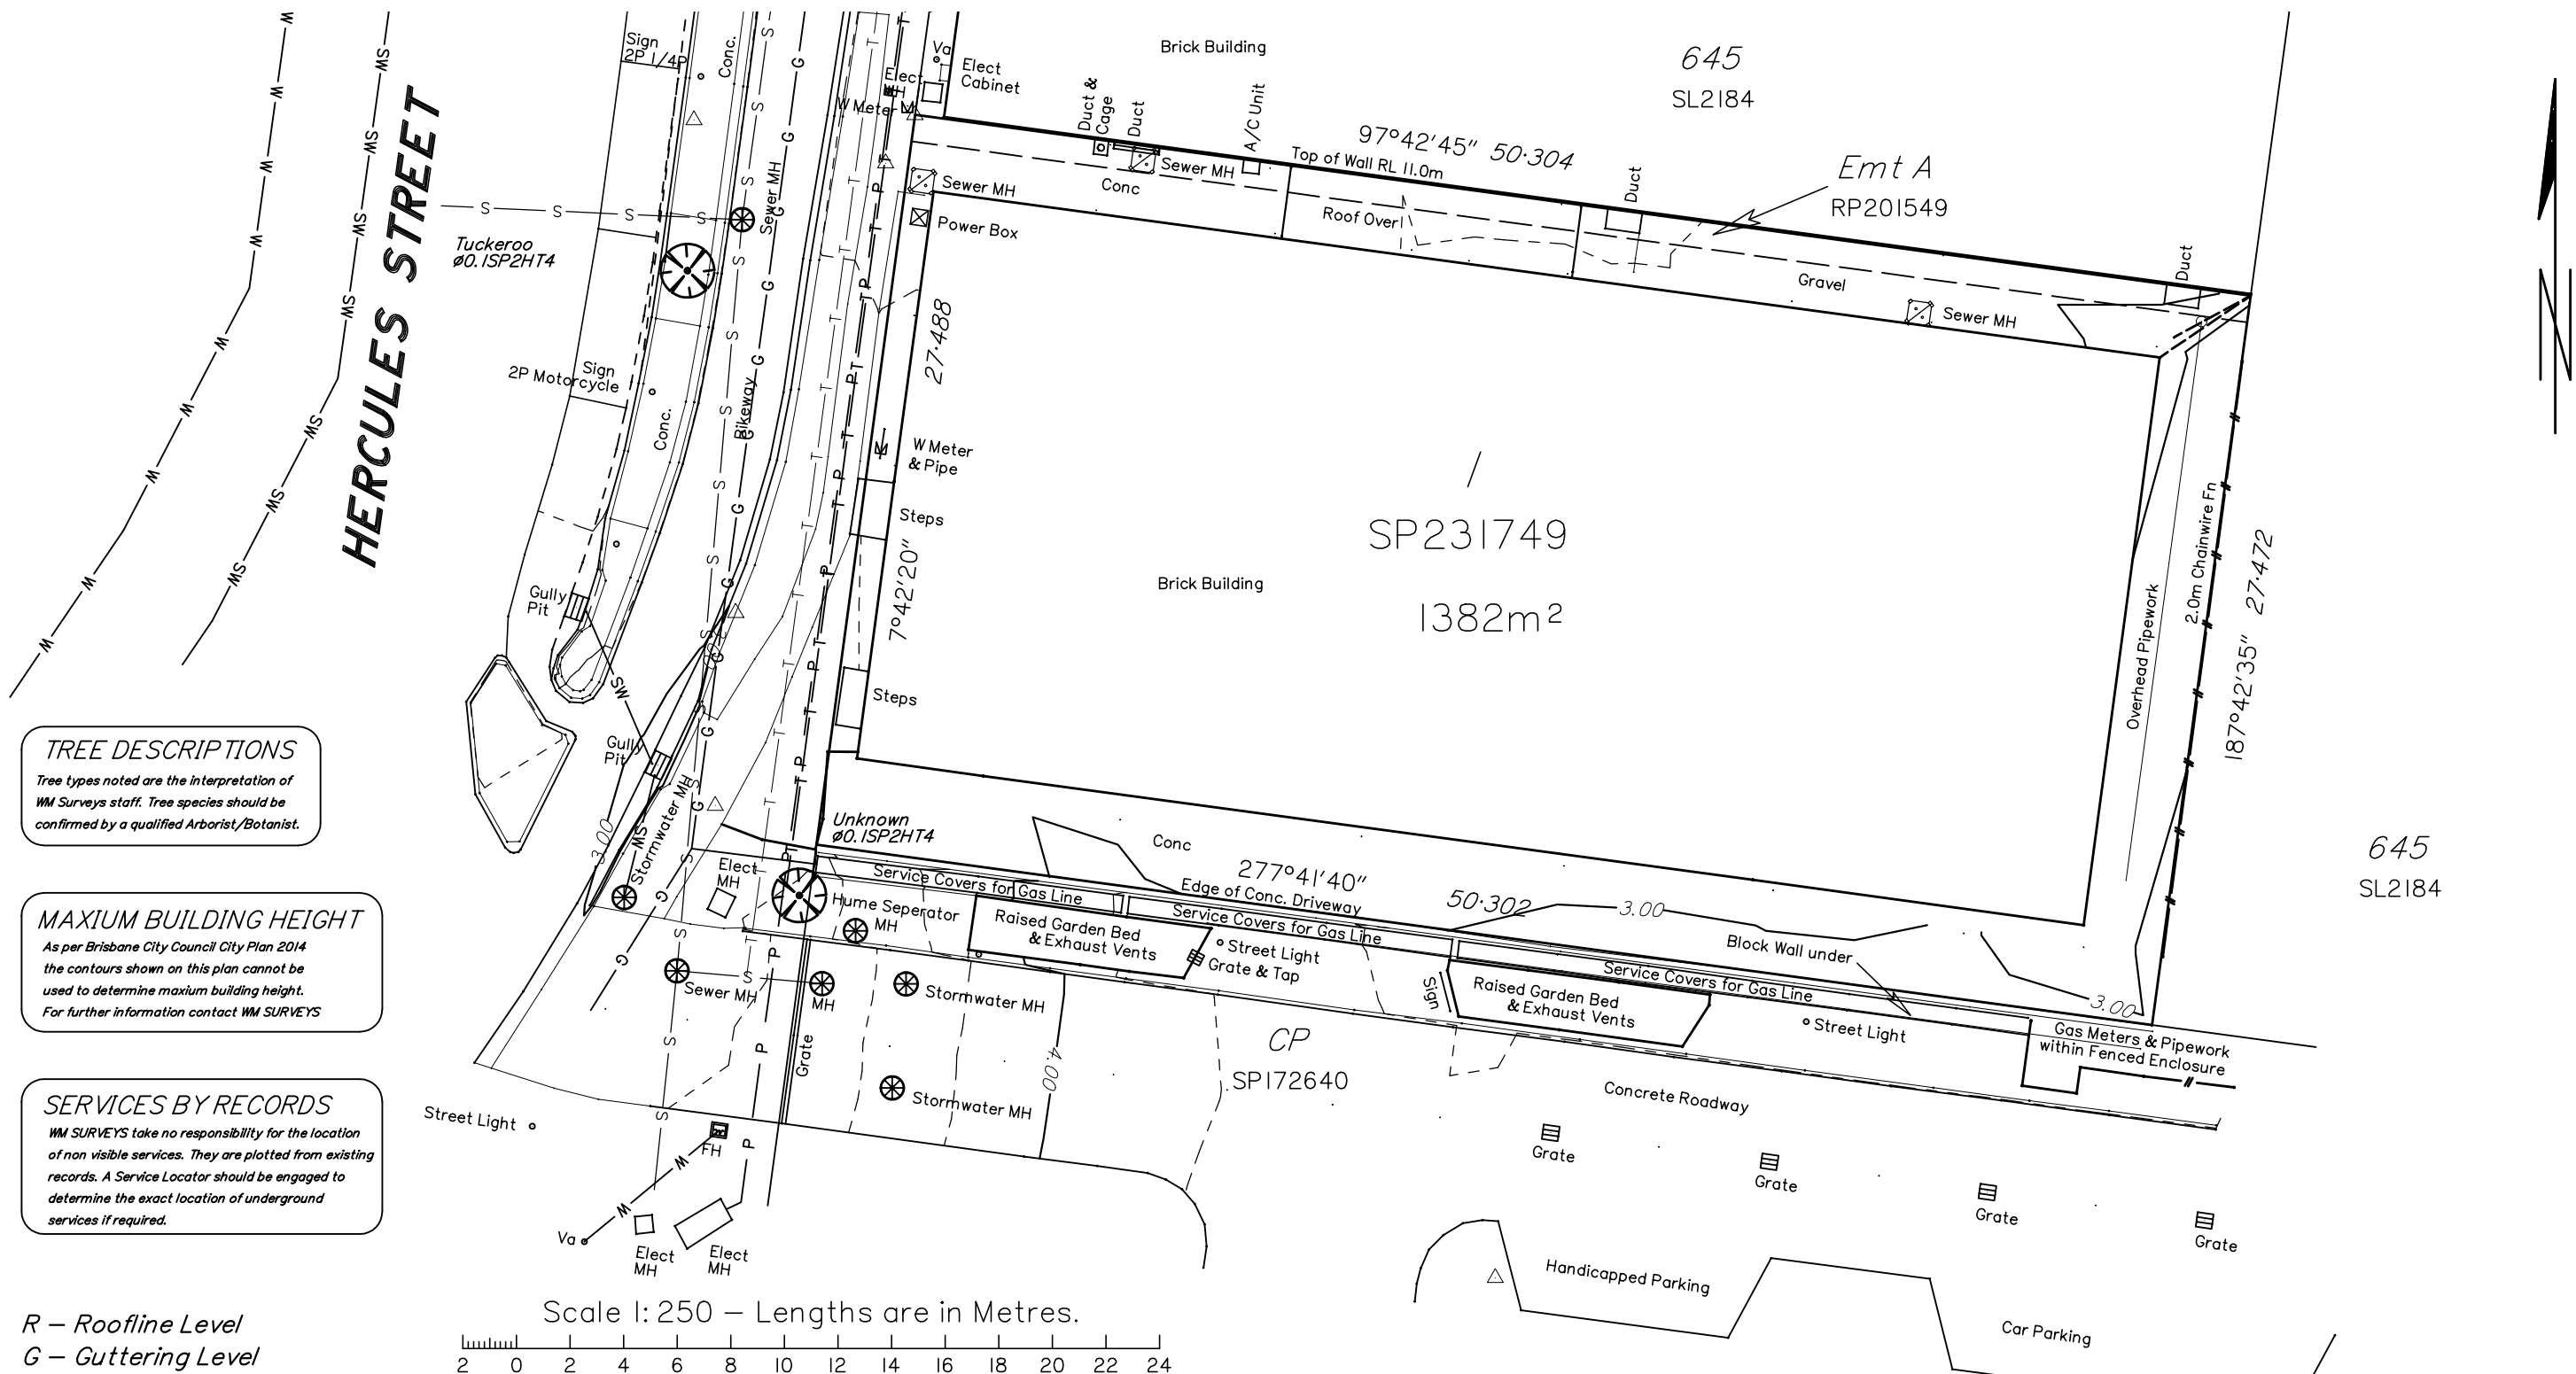 Sign
2P 1/4P
Conc.
Va
Elect
Cabinet
Elect
MH
W Meter
Brick Building
645
SL2184
Duct &
Cage
Duct
A/C Unit
97°42'45" 50·304
Top of Wall RL 11.0m
Sewer MH
Sewer MH
Conc
Roof Over
Duct
Emt A
RP201549
Duct
Gravel
Sewer MH
Power Box
Sewer MH
HERCULES STREET
Tuckeroo
ø0.1SP2HT4
Sign
2P Motorcycle
Conc.
Bikeway
27·488
7°42'20"
W Meter
& Pipe
Steps
Steps
SP231749
Brick Building
1382m²
2.0m Chainwire Fn
Overhead Pipework
187°42'35" 27·472
Gully
Pit
SW
Gully
Pit
Stormwater MH
3.00
TREE DESCRIPTIONS
Tree types noted are the interpretation of
WM Surveys staff. Tree species should be
confirmed by a qualified Arborist/Botanist.
MAXIUM BUILDING HEIGHT
As per Brisbane City Council City Plan 2014
the contours shown on this plan cannot be
used to determine maxium building height.
For further information contact WM SURVEYS
SERVICES BY RECORDS
WM SURVEYS take no responsibility for the location
of non visible services. They are plotted from existing
records. A Service Locator should be engaged to
determine the exact location of underground
services if required.
R – Roofline Level
G – Guttering Level
Unknown
ø0.1SP2HT4
Elect
MH
Conc
277°41'40"
50·302
Edge of Conc. Driveway
Service Covers for Gas Line
Service Covers for Gas Line
Service Covers for Gas Line
Hume Seperator
MH
Raised Garden Bed
& Exhaust Vents
Street Light
Grate & Tap
3.00
Block Wall under
3.00
645
SL2184
Sign
Raised Garden Bed
& Exhaust Vents
Street Light
Gas Meters & Pipework
within Fenced Enclosure
Sewer MH
MH
Stormwater MH
Grate
4.00
Stormwater MH
CP
SP172640
Concrete Roadway
Street Light
FH
Va
Elect
MH
Elect
MH
Grate
Grate
Grate
Grate
Handicapped Parking
Car Parking
Scale 1:250 – Lengths are in Metres.
2 0 2 4 6 8 10 12 14 16 18 20 22 24
N